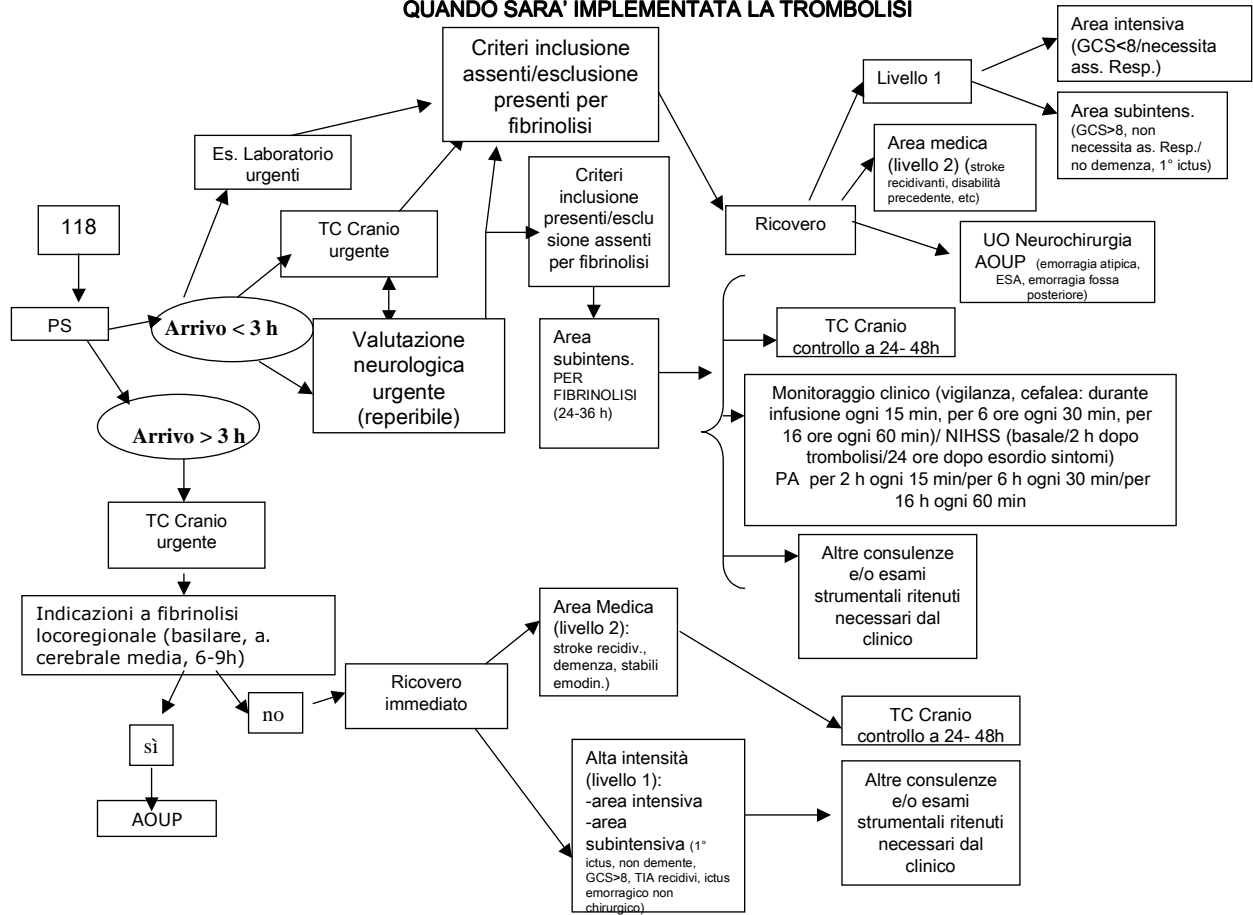 QUANDO SARA' IMPLEMENTATA LA TROMBOLISI
Criteri inclusione
assenti/esclusione
presenti per
fibrinolisi
Livello 1
Area intensiva
(GCS<8/necessita
ass. Resp.)
Area subintens.
(GCS>8, non
necessita as. Resp./
no demenza, 1° ictus)
Es. Laboratorio
urgenti
Area medica
(livello 2) (stroke
recidivanti, disabilità
precedente, etc)
Criteri
inclusione
presenti/esclu
sione assenti
per fibrinolisi
118
TC Cranio
urgente
Ricovero
UO Neurochirurgia
AOUP (emorragia atipica,
ESA, emorragia fossa
posteriore)
PS
Arrivo < 3 h
Valutazione
neurologica
urgente
(reperibile)
Area
subintens.
PER
FIBRINOLISI
(24-36 h)
TC Cranio
controllo a 24- 48h
Monitoraggio clinico (vigilanza, cefalea: durante
infusione ogni 15 min, per 6 ore ogni 30 min, per
16 ore ogni 60 min)/ NIHSS (basale/2 h dopo
trombolisi/24 ore dopo esordio sintomi)
PA per 2 h ogni 15 min/per 6 h ogni 30 min/per
16 h ogni 60 min
Arrivo > 3 h
TC Cranio
urgente
Altre consulenze
e/o esami
strumentali ritenuti
necessari dal
clinico
Indicazioni a fibrinolisi
locoregionale (basilare, a.
cerebrale media, 6-9h)
Area Medica
(livello 2):
stroke recidiv.,
demenza, stabili
emodin.)
Ricovero
immediato
no
sì
AOUP
TC Cranio
controllo a 24- 48h
Alta intensità
(livello 1):
-area intensiva
-area
subintensiva (1°
ictus, non demente,
GCS>8, TIA recidivi, ictus
emorragico non
chirurgico)
Altre consulenze
e/o esami
strumentali ritenuti
necessari dal
clinico